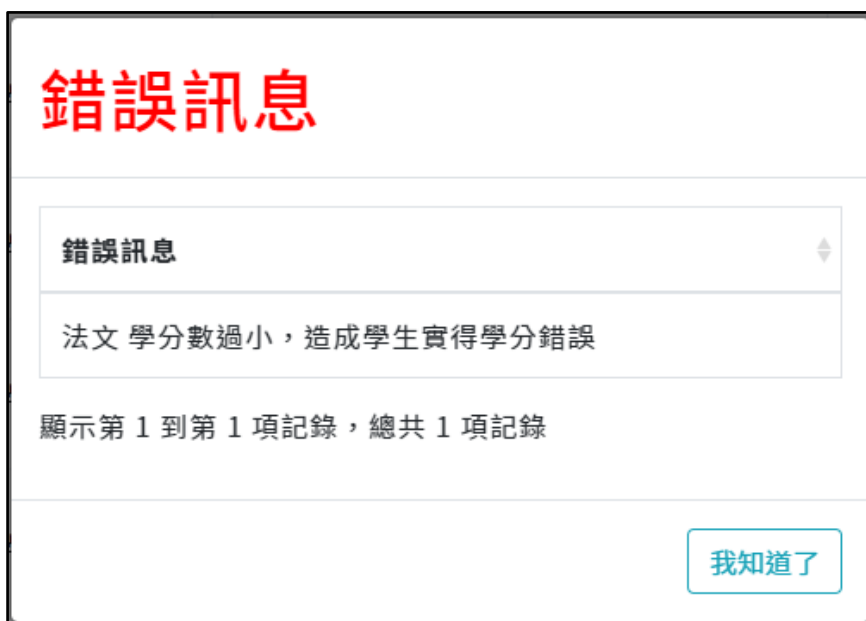 錯誤訊息
錯誤訊息
法文 學分數過小，造成學生實得學分錯誤
顯示第 1 到第 1 項記錄，總共 1 項記錄
我知道了